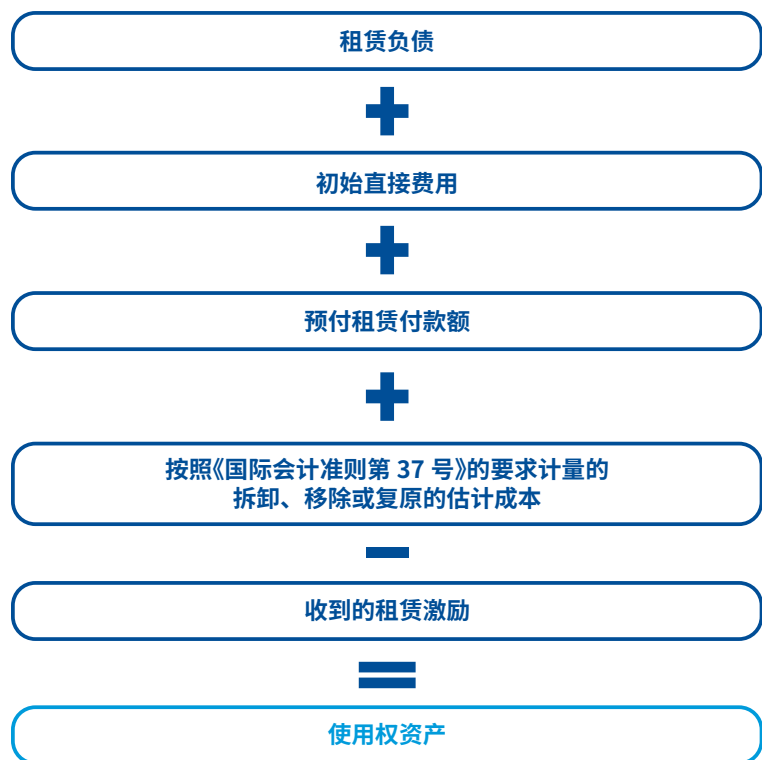 租赁负债
+
初始直接费用
+
预付租赁付款额
+
按照《国际会计准则第 37 号》的要求计量的
拆卸、移除或复原的估计成本
−
收到的租赁激励
=
使用权资产